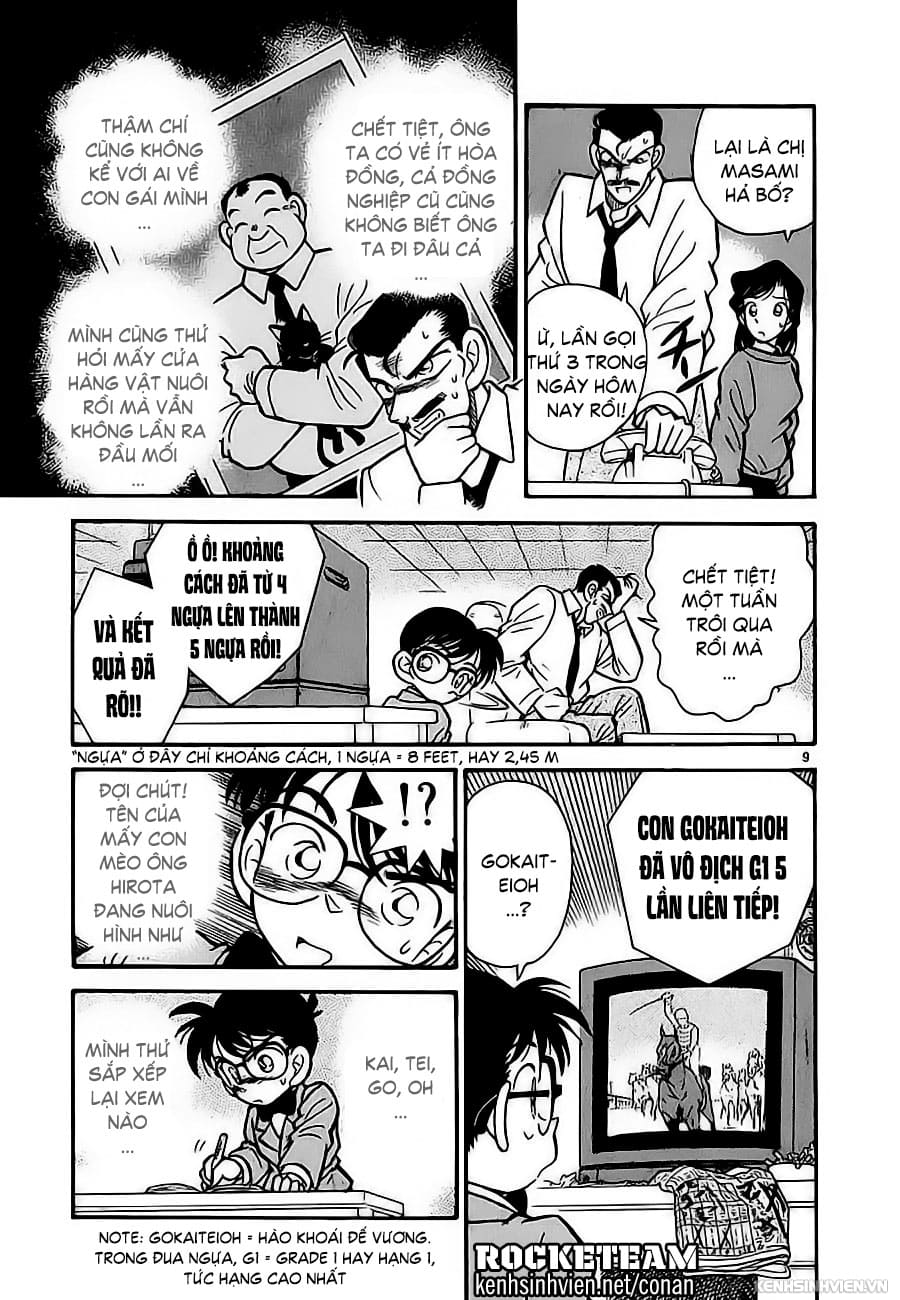 LẠI LÀ CHỊ
MASAMI
HẢ BỐ?
Ừ, LẦN GỌI
THỨ 3 TRONG
NGÀY HÔM
NAY RỒI!
CHẾT TIỆT, ÔNG
TA CÓ VẺ ÍT HÒA
ĐỒNG, CẢ ĐỒNG
NGHIỆP CŨ CŨNG
KHÔNG BIẾT ÔNG
TA ĐI ĐÂU CẢ
...
THẬM CHÍ
CŨNG KHÔNG
KỂ VỚI AI VỀ
CON GÁI MÌNH
...
MÌNH CŨNG THỬ
HỎI MẤY CỬA
HÀNG VẬT NUÔI
RỒI MÀ VẪN
KHÔNG LẦN RA
ĐẦU MỐI
...
CHẾT TIỆT!
MỘT TUẦN
TRÔI QUA
RỒI MÀ
...
Ồ Ồ! KHOẢNG
CÁCH ĐÃ TỪ 4
NGỰA LÊN THÀNH
5 NGỰA RỒI!
VÀ KẾT
QUẢ ĐÃ
RÕ!!
"NGỰA" Ở ĐÂY CHỈ KHOẢNG CÁCH, 1 NGỰA = 8 FEET, HAY 2,45 M
9
CON GOKAITEIOH
ĐÃ VÔ ĐỊCH G1 5
LẦN LIÊN TIẾP!
GOKAIT-
EIOH
...?
!?
ĐỢI CHÚT!
TÊN CỦA
MẤY CON
MÈO ÔNG
HIROTA
ĐANG NUÔI
HÌNH NHƯ
...
KAI, TEI,
GO, OH
...
MÌNH THỬ
SẮP XẾP
LẠI XEM
NÀO
...
NOTE: GOKAITEIOH = HÀO KHOÁI ĐẾ VƯƠNG.
TRONG ĐUA NGỰA, G1 = GRADE 1 HAY HẠNG 1,
TỨC HẠNG CAO NHẤT
ROCKETEAM
kenhsinhvien.net/conan
KENHSINHVIEN.VN